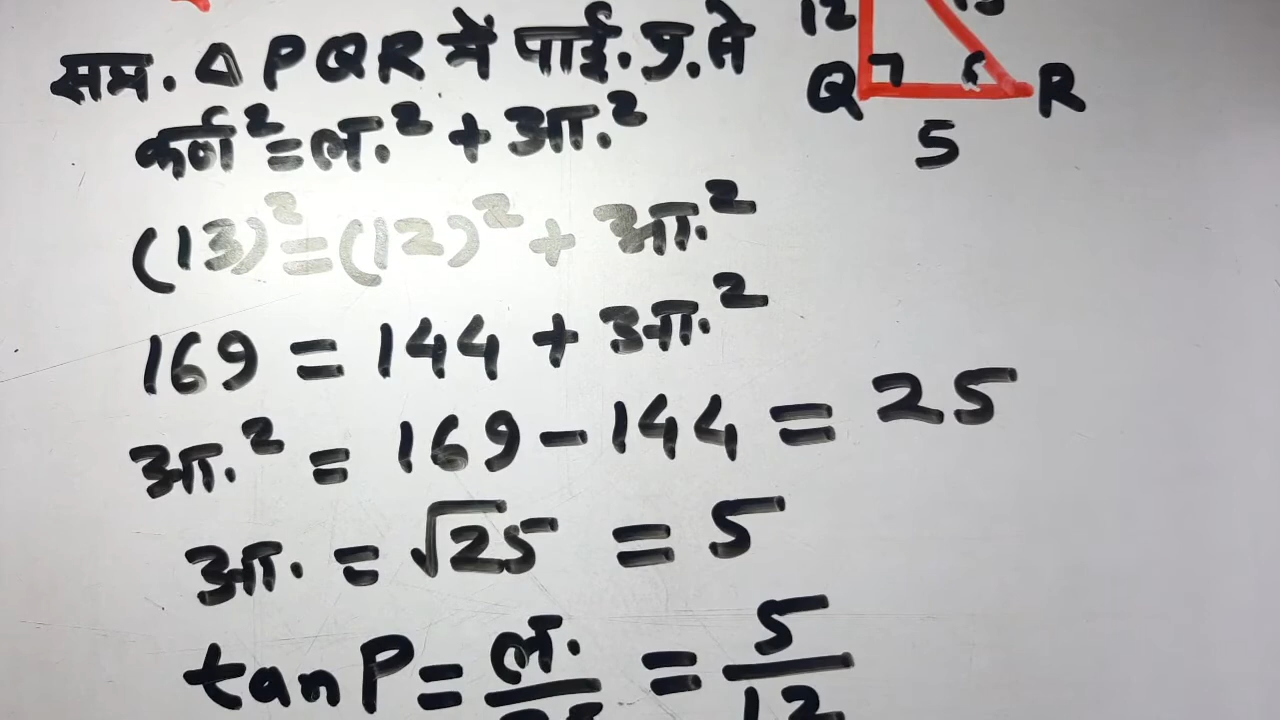 सम. Δ PQR में पाई. प्र. से
कर्ण² = ल.² + आ.²
(13)² = (12)² + आ.²
169 = 144 + आ.²
आ.² = 169 - 144 = 25
आ. = √25 = 5
tan P = ल. = 5
12
12
Q R
5